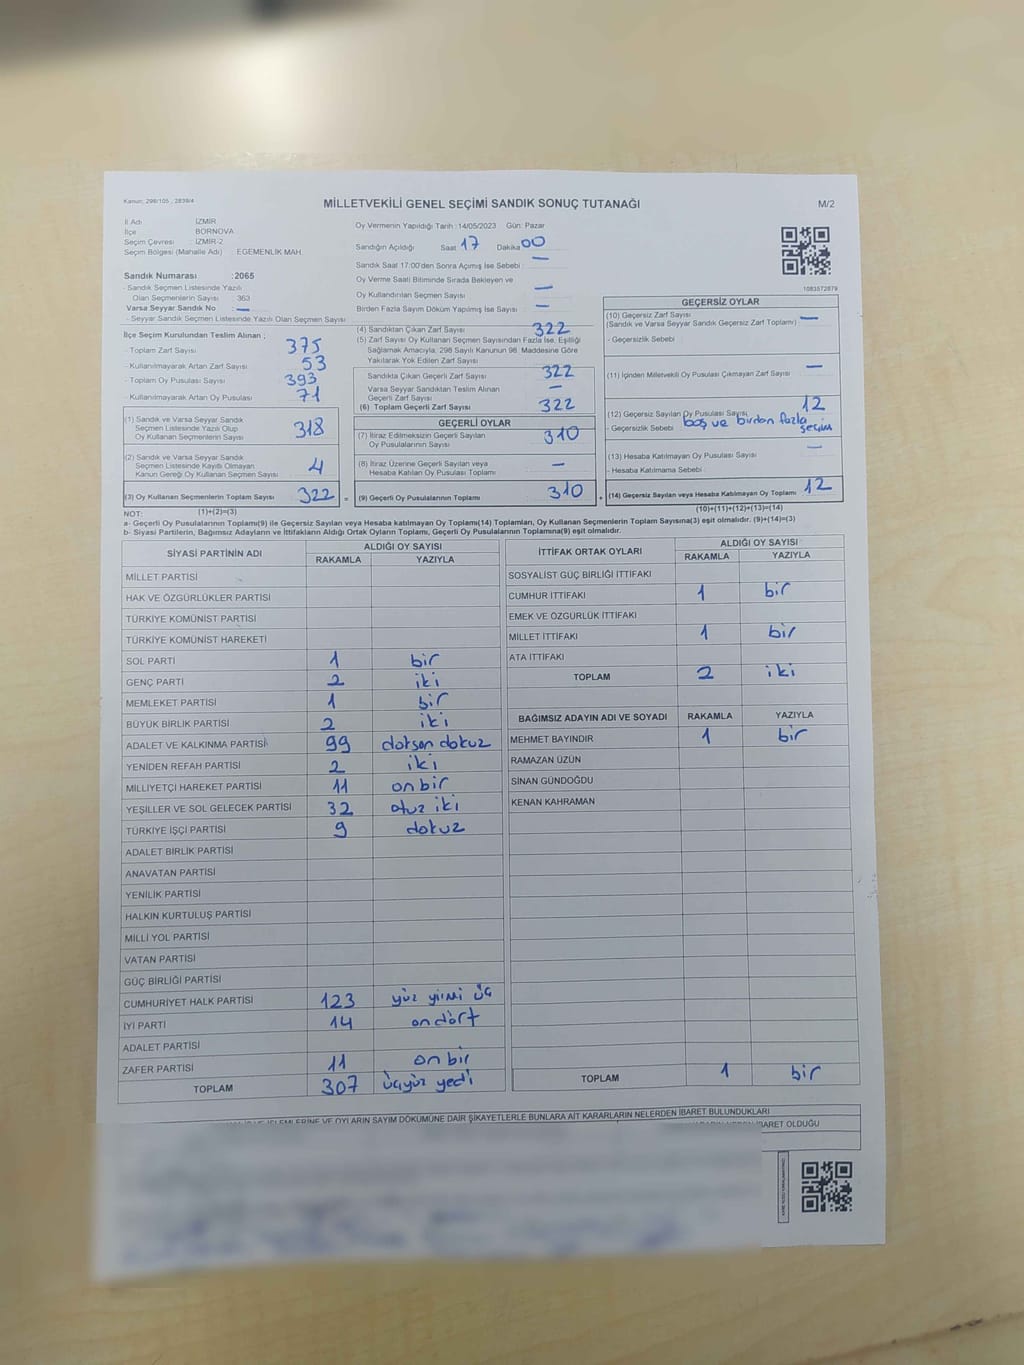 Kanun: 298/105 , 2839/4
MİLLETVEKİLİ GENEL SEÇİMİ SANDIK SONUÇ TUTANAĞI
M/2
İl Adı : İZMİR
İlçe : BORNOVA
Seçim Çevresi : İZMİR-2
Seçim Bölgesi (Mahalle Adı) : EGEMENLİK MAH.
Sandık Numarası :2065
- Sandık Seçmen Listesinde Yazılı
Olan Seçmenlerin Sayısı : 363
Varsa Seyyar Sandık No : —
- Seyyar Sandık Seçmen Listesinde Yazılı Olan Seçmen Sayısı :
Oy Vermenin Yapıldığı Tarih :14/05/2023 Gün: Pazar
Sandığın Açıldığı Saat 17 Dakika 00
Sandık Saat 17:00'den Sonra Açımış İse Sebebi : —
Oy Verme Saati Bitiminde Sırada Bekleyen ve
Oy Kullandırılan Seçmen Sayısı —
Birden Fazla Sayım Döküm Yapılmış İse Sayısı —
1083572879
İlçe Seçim Kurulundan Teslim Alınan ;
- Toplam Zarf Sayısı 375
- Kullanılmayarak Artan Zarf Sayısı 53
- Toplam Oy Pusulası Sayısı 393
- Kullanılmayarak Artan Oy Pusulası 71
(1) Sandık ve Varsa Seyyar Sandık
Seçmen Listesinde Yazılı Olup
Oy Kullanan Seçmenlerin Sayısı 318
(2) Sandık ve Varsa Seyyar Sandık
Seçmen Listesinde Kayıtlı Olmayan
Kanun Gereği Oy Kullanan Seçmen Sayısı 4
(3) Oy Kullanan Seçmenlerin Toplam Sayısı 322 =
(4) Sandıktan Çıkan Zarf Sayısı 322
(5) Zarf Sayısı Oy Kullanan Seçmen Sayısından Fazla İse, Eşitliği
Sağlamak Amacıyla, 298 Sayılı Kanunun 98. Maddesine Göre
Yakılarak Yok Edilen Zarf Sayısı
Sandıkta Çıkan Geçerli Zarf Sayısı 322
Varsa Seyyar Sandıktan Teslim Alınan
Geçerli Zarf Sayısı —
(6) Toplam Geçerli Zarf Sayısı 322
GEÇERLİ OYLAR
(7) İtiraz Edilmeksizin Geçerli Sayılan
Oy Pusulalarının Sayısı 310
(8) İtiraz Üzerine Geçerli Sayılan veya
Hesaba Katılan Oy Pusulası Toplamı —
(9) Geçerli Oy Pusulalarının Toplamı 310 +
GEÇERSİZ OYLAR
(10) Geçersiz Zarf Sayısı
(Sandık ve Varsa Seyyar Sandık Geçersiz Zarf Toplamı) —
- Geçersizlik Sebebi
(11) İçinden Milletvekili Oy Pusulası Çıkmayan Zarf Sayısı —
(12) Geçersiz Sayılan Oy Pusulası Sayısı 12
- Geçersizlik Sebebi boş ve birden fazla
seçim
(13) Hesaba Katılmayan Oy Pusulası Sayısı —
- Hesaba Katılmama Sebebi :
(14) Geçersiz Sayılan veya Hesaba Katılmayan Oy Toplamı 12
NOT: (1)+(2)=(3)
(10)+(11)+(12)+(13)=(14)
a- Geçerli Oy Pusulalarının Toplamı(9) ile Geçersiz Sayılan veya Hesaba katılmayan Oy Toplamı(14) Toplamları, Oy Kullanan Seçmenlerin Toplam Sayısına(3) eşit olmalıdır. (9)+(14)=(3)
b- Siyasi Partilerin, Bağımsız Adayların ve İttifakların Aldığı Ortak Oyların Toplamı, Geçerli Oy Pusulalarının Toplamına(9) eşit olmalıdır.
SİYASİ PARTİNİN ADI ALDIĞI OY SAYISI
RAKAMLA YAZIYLA
MİLLET PARTİSİ
HAK VE ÖZGÜRLÜKLER PARTİSİ
TÜRKİYE KOMÜNİST PARTİSİ
TÜRKİYE KOMÜNİST HAREKETİ
SOL PARTİ 1 bir
GENÇ PARTİ 2 iki
MEMLEKET PARTİSİ 1 bir
BÜYÜK BİRLİK PARTİSİ 2 iki
ADALET VE KALKINMA PARTİSİ 99 doksan dokuz
YENİDEN REFAH PARTİSİ 2 iki
MİLLİYETÇİ HAREKET PARTİSİ 11 on bir
YEŞİLLER VE SOL GELECEK PARTİSİ 32 otuz iki
TÜRKİYE İŞÇİ PARTİSİ 9 dokuz
ADALET BİRLİK PARTİSİ
ANAVATAN PARTİSİ
YENİLİK PARTİSİ
HALKIN KURTULUŞ PARTİSİ
MİLLİ YOL PARTİSİ
VATAN PARTİSİ
GÜÇ BİRLİĞİ PARTİSİ
CUMHURİYET HALK PARTİSİ 123 yüz yirmi üç
İYİ PARTİ 14 on dört
ADALET PARTİSİ
ZAFER PARTİSİ 11 on bir
TOPLAM 307 üçyüz yedi
İTTİFAK ORTAK OYLARI ALDIĞI OY SAYISI
RAKAMLA YAZIYLA
SOSYALİST GÜÇ BİRLİĞİ İTTİFAKI
CUMHUR İTTİFAKI 1 bir
EMEK VE ÖZGÜRLÜK İTTİFAKI
MİLLET İTTİFAKI 1 bir
ATA İTTİFAKI
TOPLAM 2 iki
BAĞIMSIZ ADAYIN ADI VE SOYADI RAKAMLA YAZIYLA
MEHMET BAYINDIR 1 bir
RAMAZAN ÜZÜN
SİNAN GÜNDOĞDU
KENAN KAHRAMAN
TOPLAM 1 bir
İŞLEMLERİNE VE OYLARIN SAYIM DÖKÜMÜNE DAİR ŞİKAYETLERLE BUNLARA AİT KARARLARIN NELERDEN İBARET BULUNDUKLARI
İBARET OLDUĞU